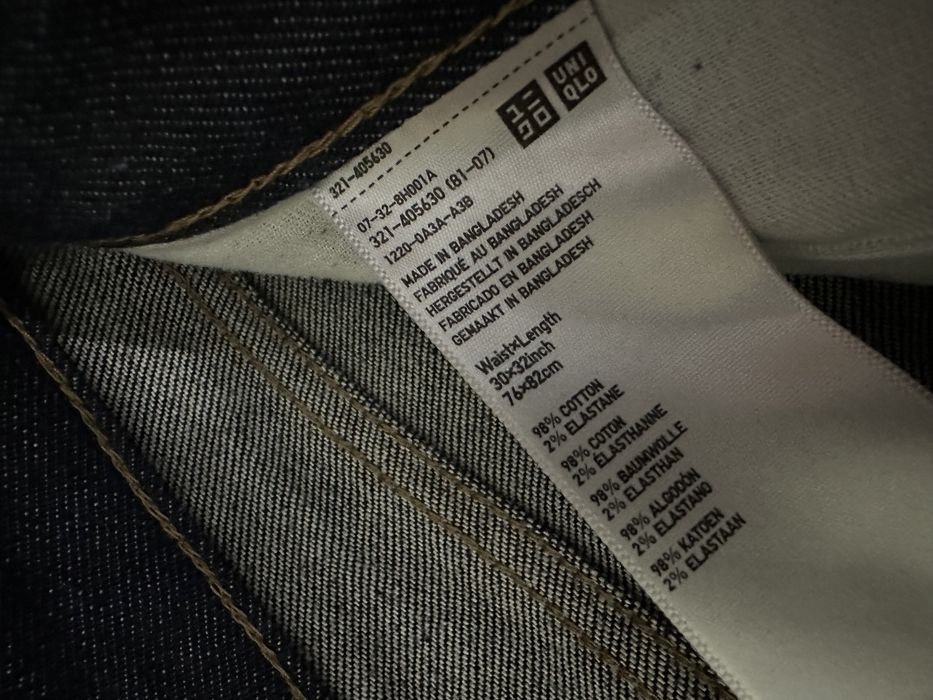 ユニ
クロ
UNI
QLO
321-405630
07-32-8H001A
321-405630 (81-07)
1220-0A3A-A3B
MADE IN BANGLADESH
FABRIQUÉ AU BANGLADESH
HERGESTELLT IN BANGLADESCH
FABRICADO EN BANGLADESH
GEMAAKT IN BANGLADESH
Waist×Length
30×32inch
76×82cm
98% COTTON
2% ELASTANE
98% COTON
2% ÉLASTHANNE
98% BAUMWOLLE
2% ELASTHAN
98% ALGODÓN
2% ELASTANO
98% KATOEN
2% ELASTAAN